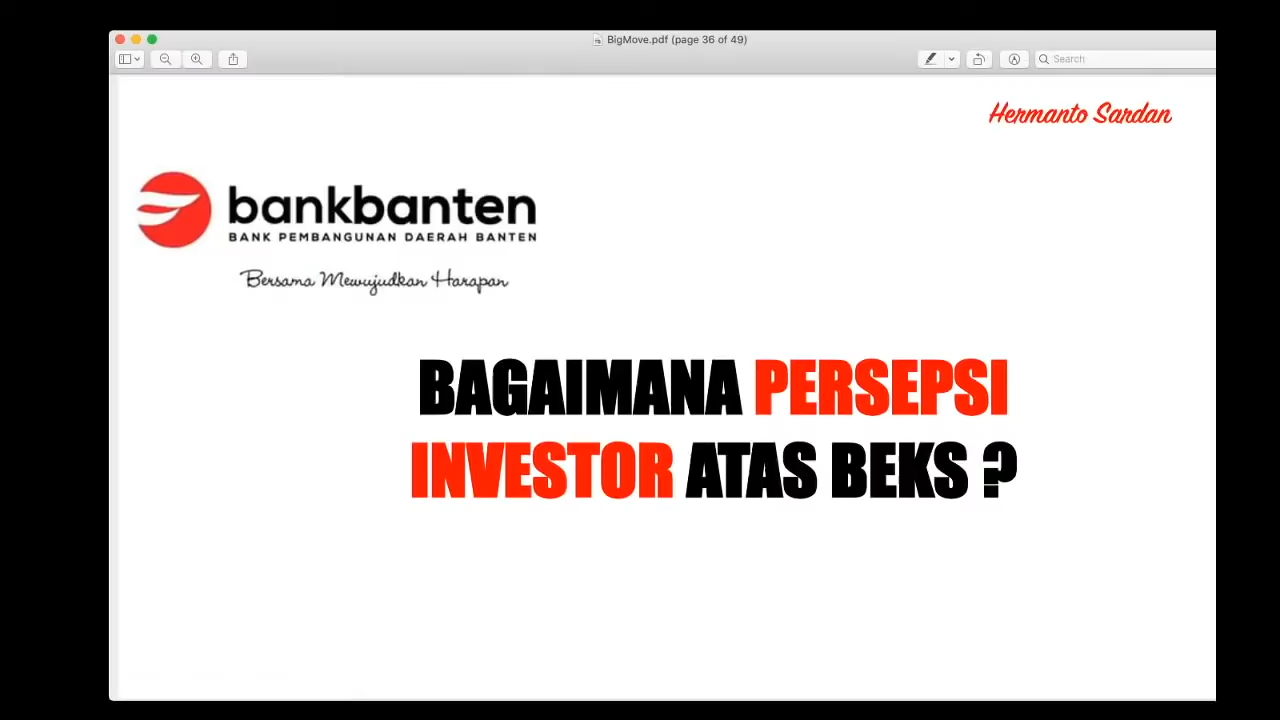 BigMove.pdf (page 36 of 49)
Search
Hermanto Sardan
bankbanten
BANK PEMBANGUNAN DAERAH BANTEN
Bersama Mewujudkan Harapan
BAGAIMANA PERSEPSI
INVESTOR ATAS BEKS ?